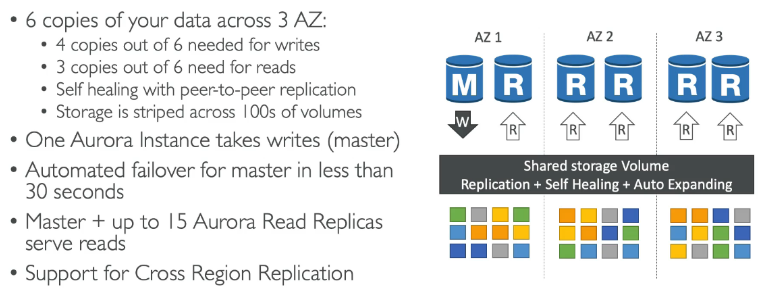 • 6 copies of your data across 3 AZ:
• 4 copies out of 6 needed for writes
• 3 copies out of 6 need for reads
• Self healing with peer-to-peer replication
• Storage is striped across 100s of volumes
• One Aurora Instance takes writes (master)
• Automated failover for master in less than
30 seconds
• Master + up to 15 Aurora Read Replicas
serve reads
• Support for Cross Region Replication
AZ 1 AZ 2 AZ 3
M R R R R R
W R R R R R
Shared storage Volume
Replication + Self Healing + Auto Expanding